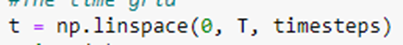 #The time grid
t = np.linspace(0, T, timesteps)